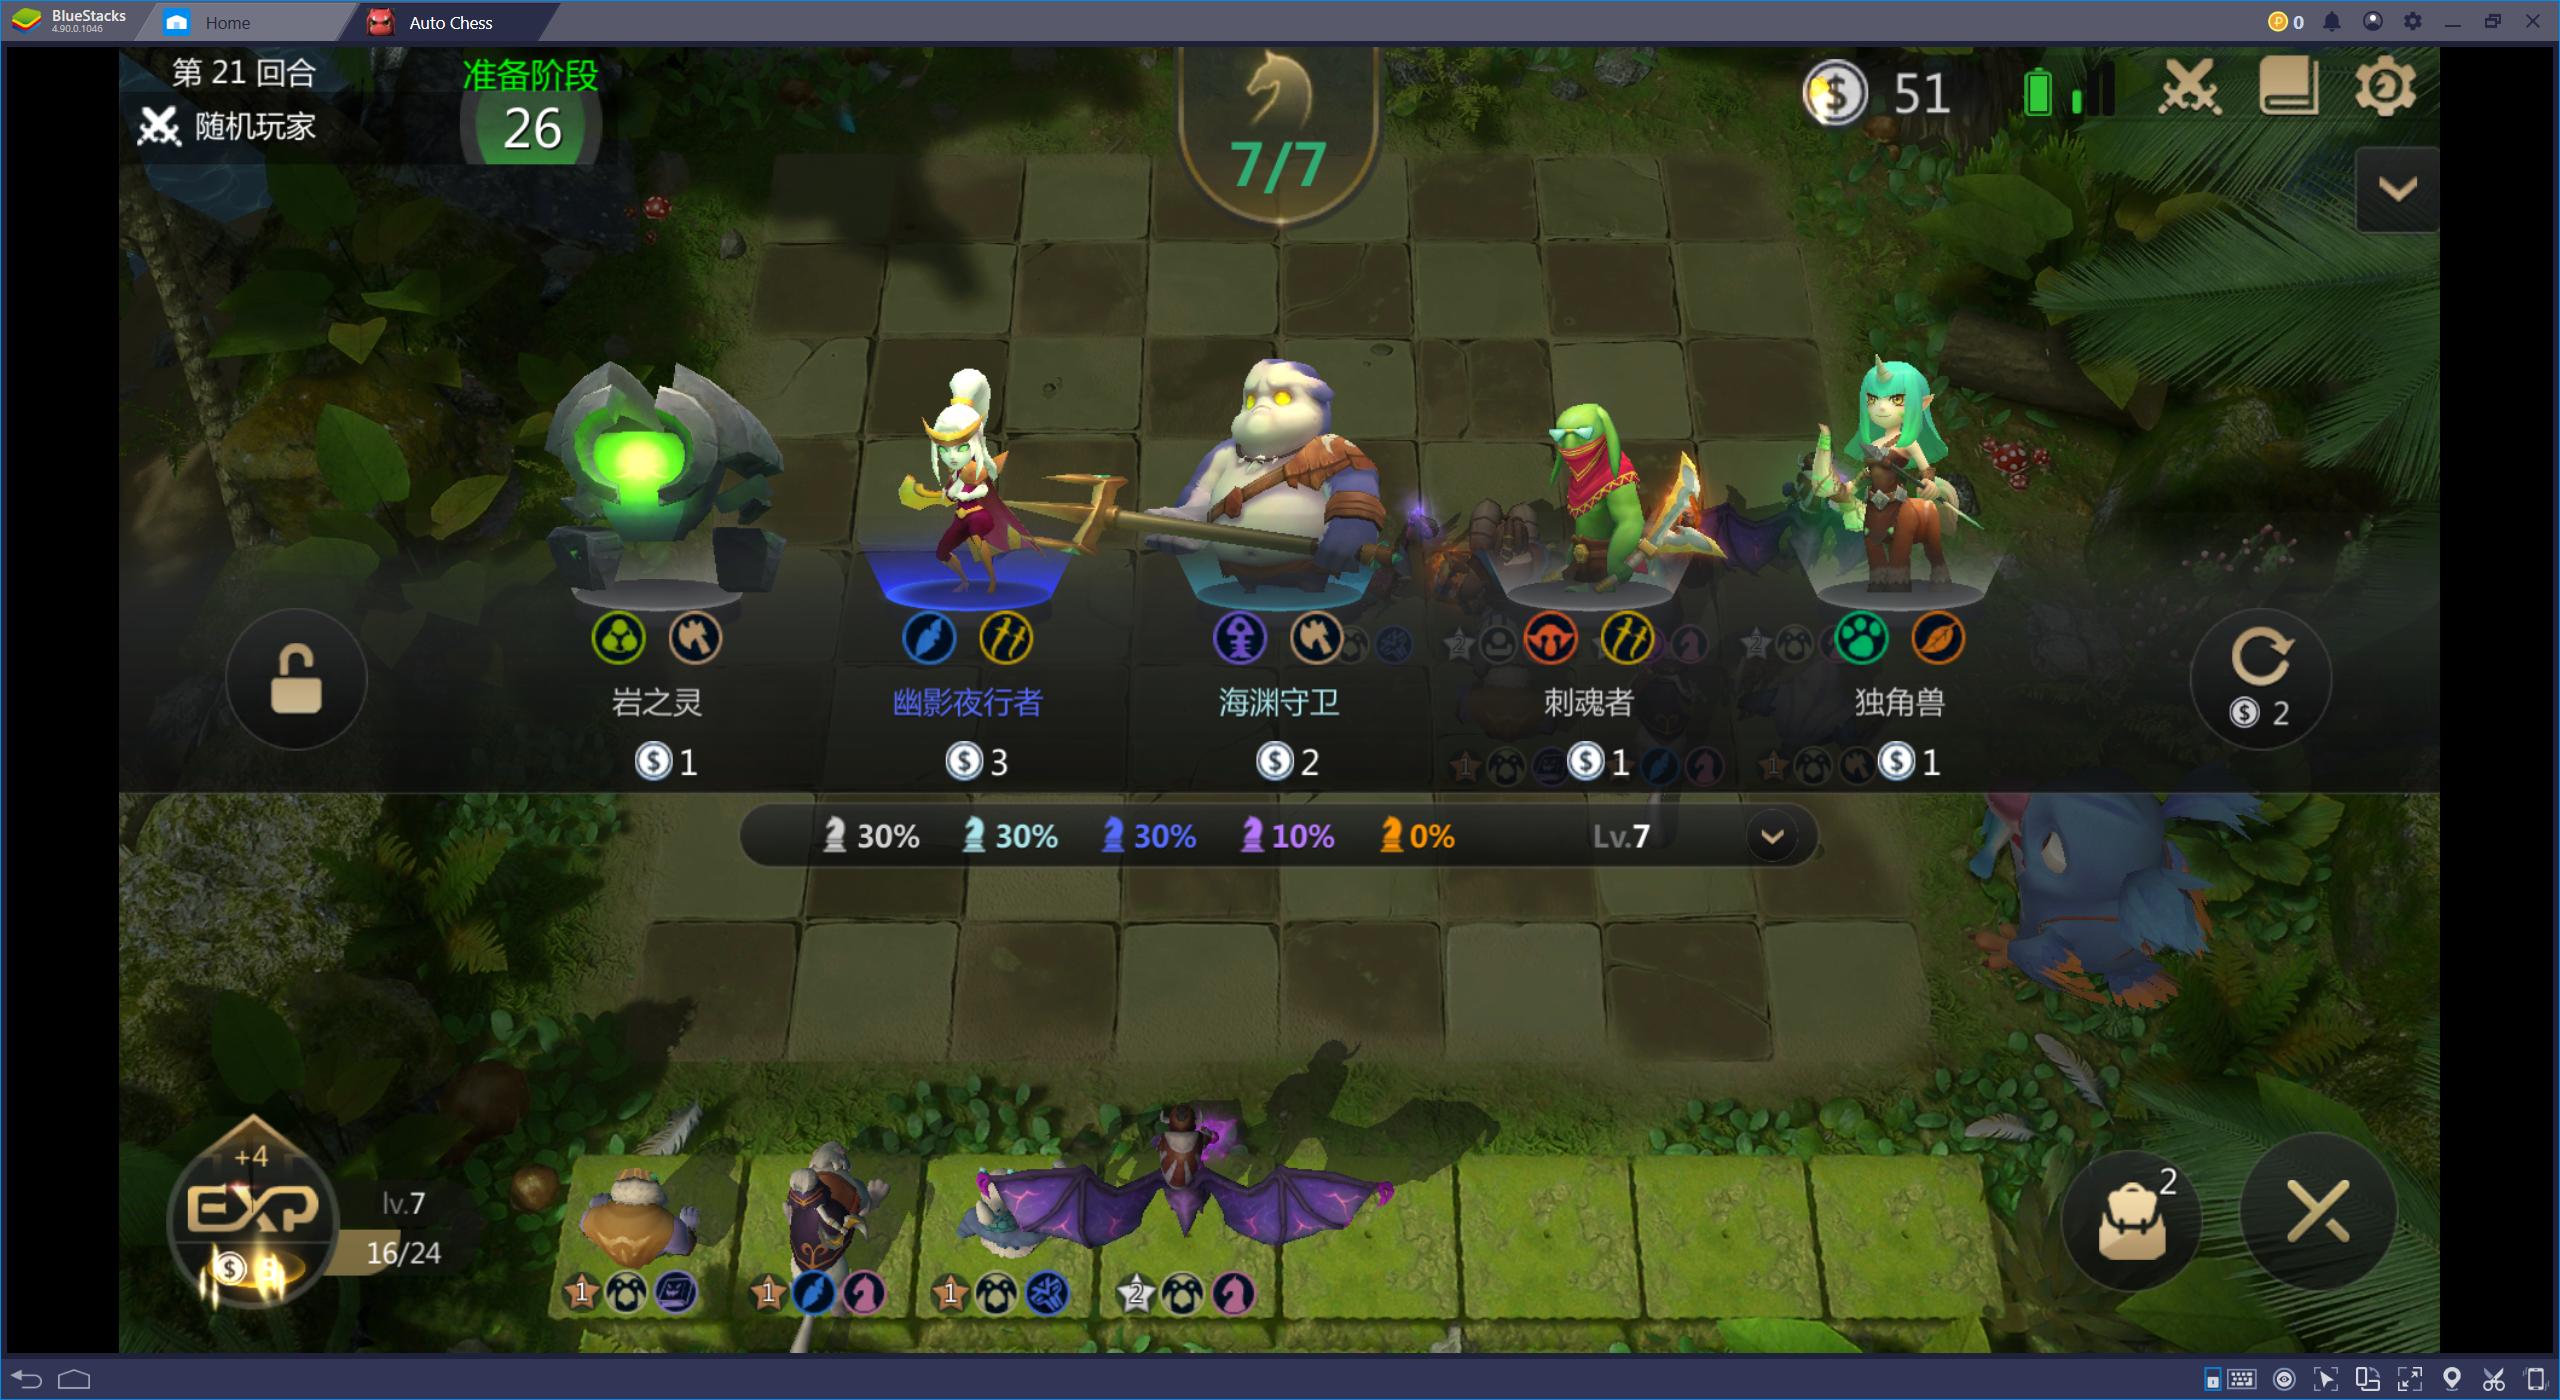 BlueStacks
4.90.0.1046
Home
Auto Chess
0
第 21 回合
随机玩家
准备阶段
26
7/7
51
岩之灵
幽影夜行者
海渊守卫
刺魂者
独角兽
1
3
2
1
1
2
30%
30%
30%
10%
0%
Lv.7
+4
EXP
lv.7
16/24
2
1
1
1
2